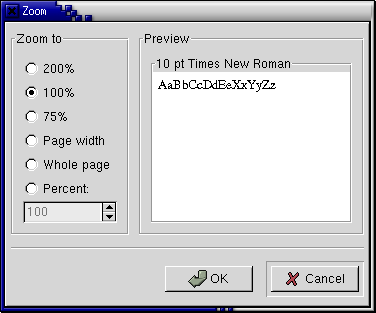 Zoom
Zoom to
200%
100%
75%
Page width
Whole page
Percent:
100
Preview
10 pt Times New Roman
AaBbCcDdEeXxYyZz
OK
Cancel